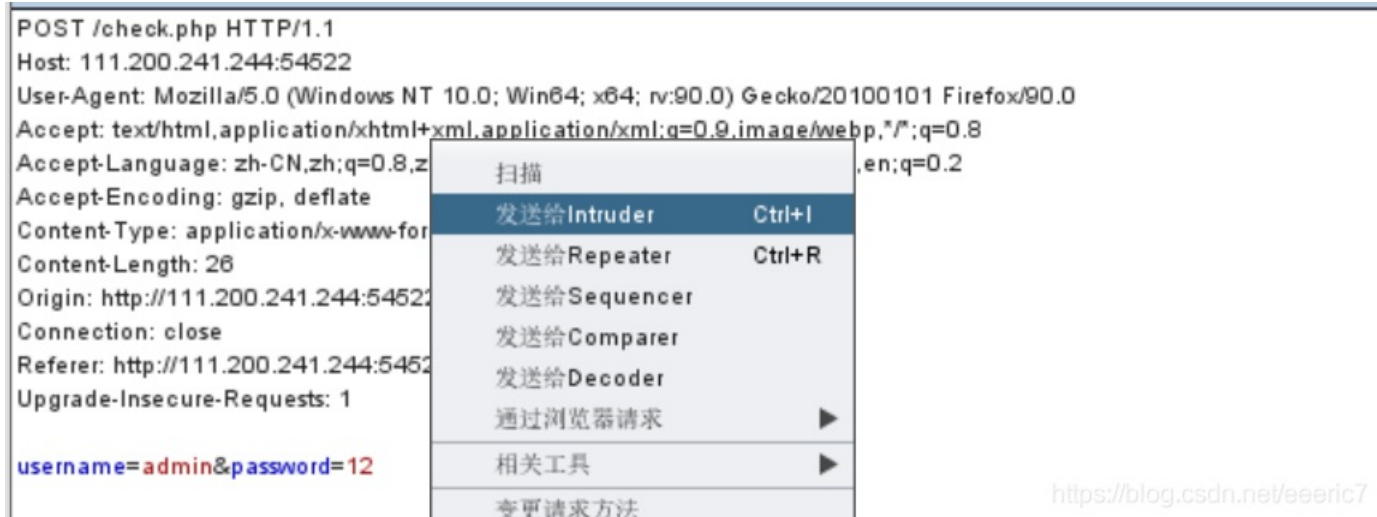 POST /check.php HTTP/1.1
Host: 111.200.241.244:54522
User-Agent: Mozilla/5.0 (Windows NT 10.0; Win64; x64; rv:90.0) Gecko/20100101 Firefox/90.0
Accept: text/html,application/xhtml+xml,application/xml;q=0.9,image/webp,*/*;q=0.8
Accept-Language: zh-CN,zh;q=0.8,z ,en;q=0.2
Accept-Encoding: gzip, deflate
Content-Type: application/x-www-for
Content-Length: 26
Origin: http://111.200.241.244:54522
Connection: close
Referer: http://111.200.241.244:5452
Upgrade-Insecure-Requests: 1
username=admin&password=12
扫描
发送给Intruder Ctrl+I
发送给Repeater Ctrl+R
发送给Sequencer
发送给Comparer
发送给Decoder
通过浏览器请求
相关工具
变更请求方法
https://blog.csdn.net/eeeric7